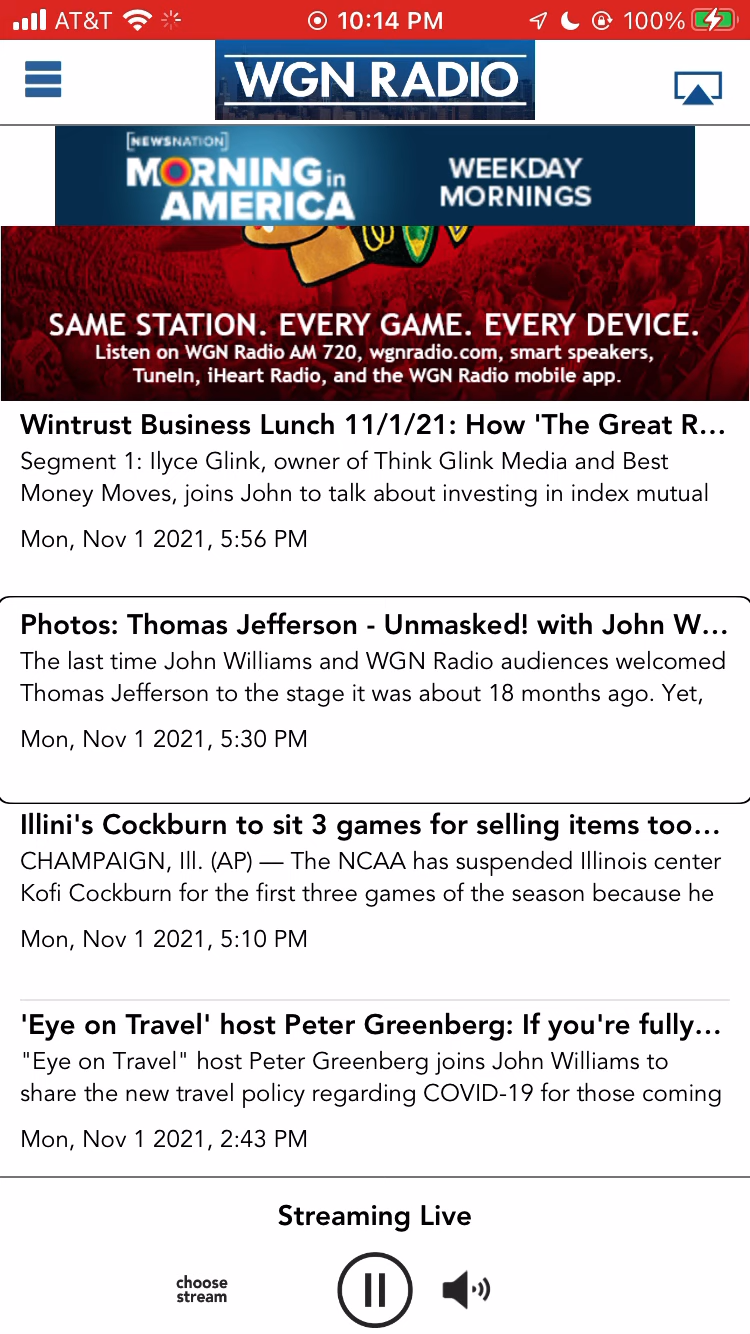 AT&T 10:14 PM 100%
WGN RADIO
[NEWSNATION]
MORNING in
AMERICA
WEEKDAY
MORNINGS
SAME STATION. EVERY GAME. EVERY DEVICE.
Listen on WGN Radio AM 720, wgnradio.com, smart speakers,
TuneIn, iHeart Radio, and the WGN Radio mobile app.
Wintrust Business Lunch 11/1/21: How 'The Great R...
Segment 1: Ilyce Glink, owner of Think Glink Media and Best
Money Moves, joins John to talk about investing in index mutual
Mon, Nov 1 2021, 5:56 PM
Photos: Thomas Jefferson - Unmasked! with John W...
The last time John Williams and WGN Radio audiences welcomed
Thomas Jefferson to the stage it was about 18 months ago. Yet,
Mon, Nov 1 2021, 5:30 PM
Illini's Cockburn to sit 3 games for selling items too...
CHAMPAIGN, Ill. (AP) — The NCAA has suspended Illinois center
Kofi Cockburn for the first three games of the season because he
Mon, Nov 1 2021, 5:10 PM
'Eye on Travel' host Peter Greenberg: If you're fully...
"Eye on Travel" host Peter Greenberg joins John Williams to
share the new travel policy regarding COVID-19 for those coming
Mon, Nov 1 2021, 2:43 PM
Streaming Live
choose
stream